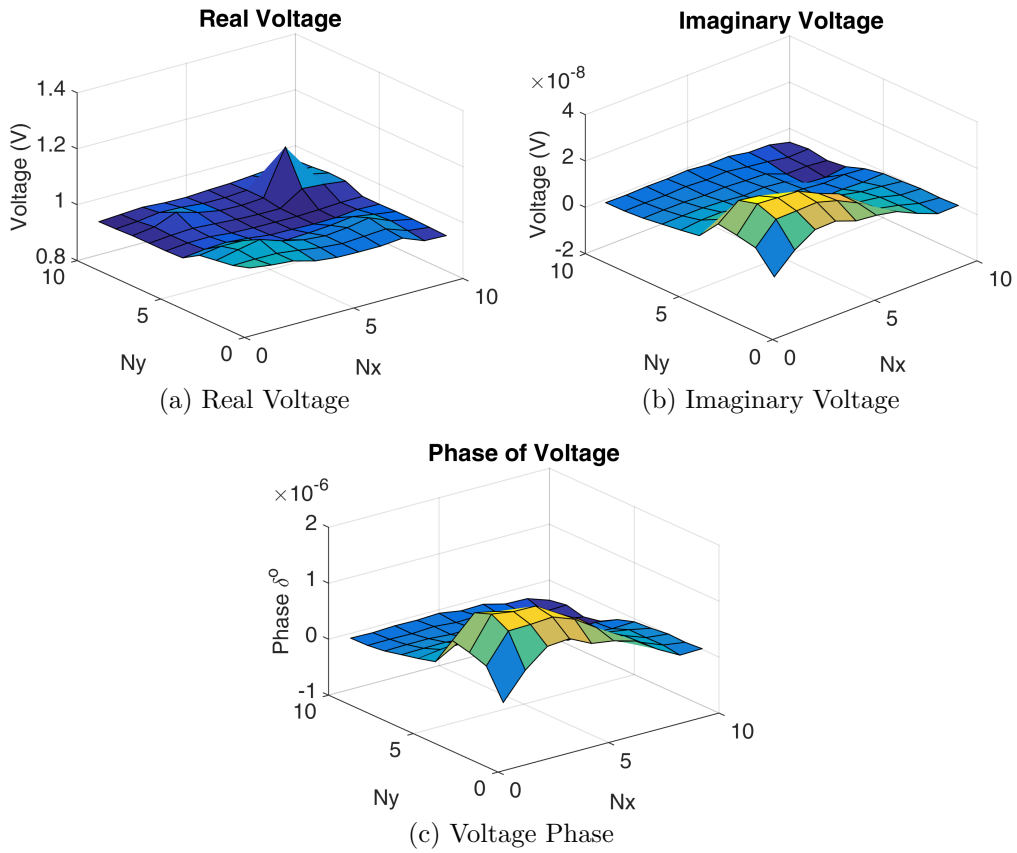 Real Voltage
Voltage (V)
1.4
1.2
1
0.8
10
5
0
0
5
10
Ny
Nx
(a) Real Voltage
Imaginary Voltage
×10⁻⁸
Voltage (V)
4
2
0
-2
10
5
0
0
5
10
Ny
Nx
(b) Imaginary Voltage
Phase of Voltage
×10⁻⁶
Phase δᵒ
2
1
0
-1
10
5
0
0
5
10
Ny
Nx
(c) Voltage Phase